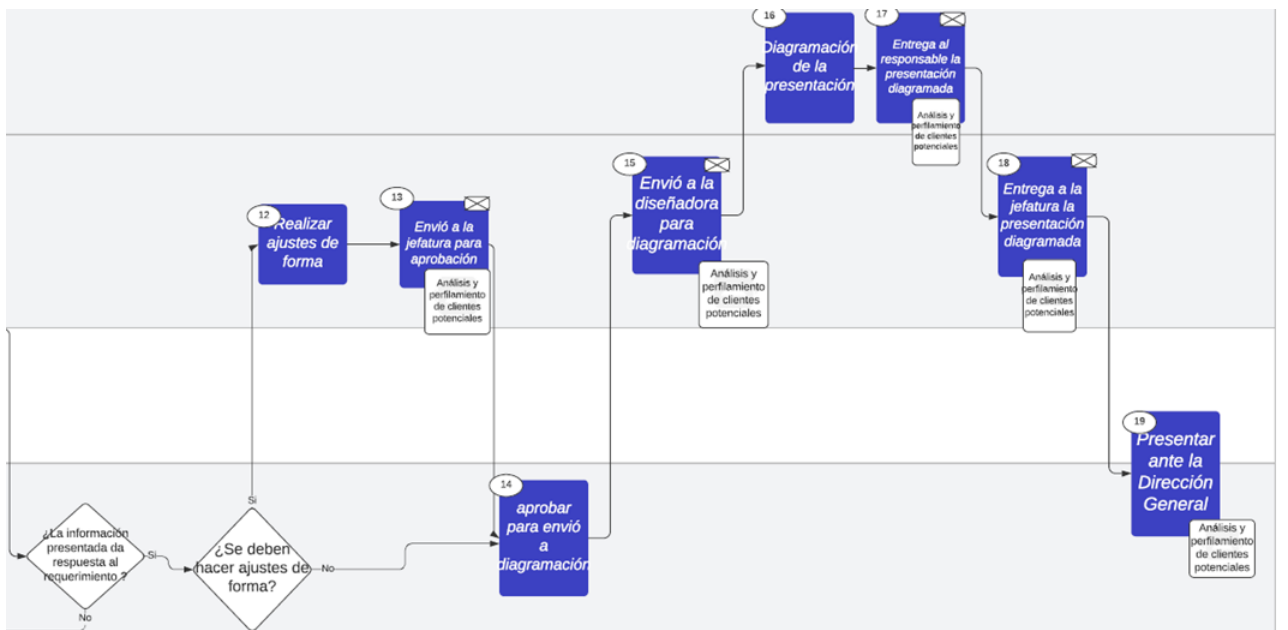 16
Diagramación
de la
presentación
17
Entrega al
responsable la
presentación
diagramada
Análisis y
perfilamiento
de clientes
potenciales
12
Realizar
ajustes de
forma
13
Envió a la
jefatura para
aprobación
Análisis y
perfilamiento
de clientes
potenciales
15
Envió a la
diseñadora
para
diagramación
Análisis y
perfilamiento
de clientes
potenciales
18
Entrega a la
jefatura la
presentación
diagramada
Análisis y
perfilamiento
de clientes
potenciales
19
Presentar
ante la
Dirección
General
Análisis y
perfilamiento
de clientes
potenciales
¿La información
presentada da
respuesta al
requerimiento ?
Si
No
Si
¿Se deben
hacer ajustes de
forma?
No
14
aprobar
para envió
a
diagramación